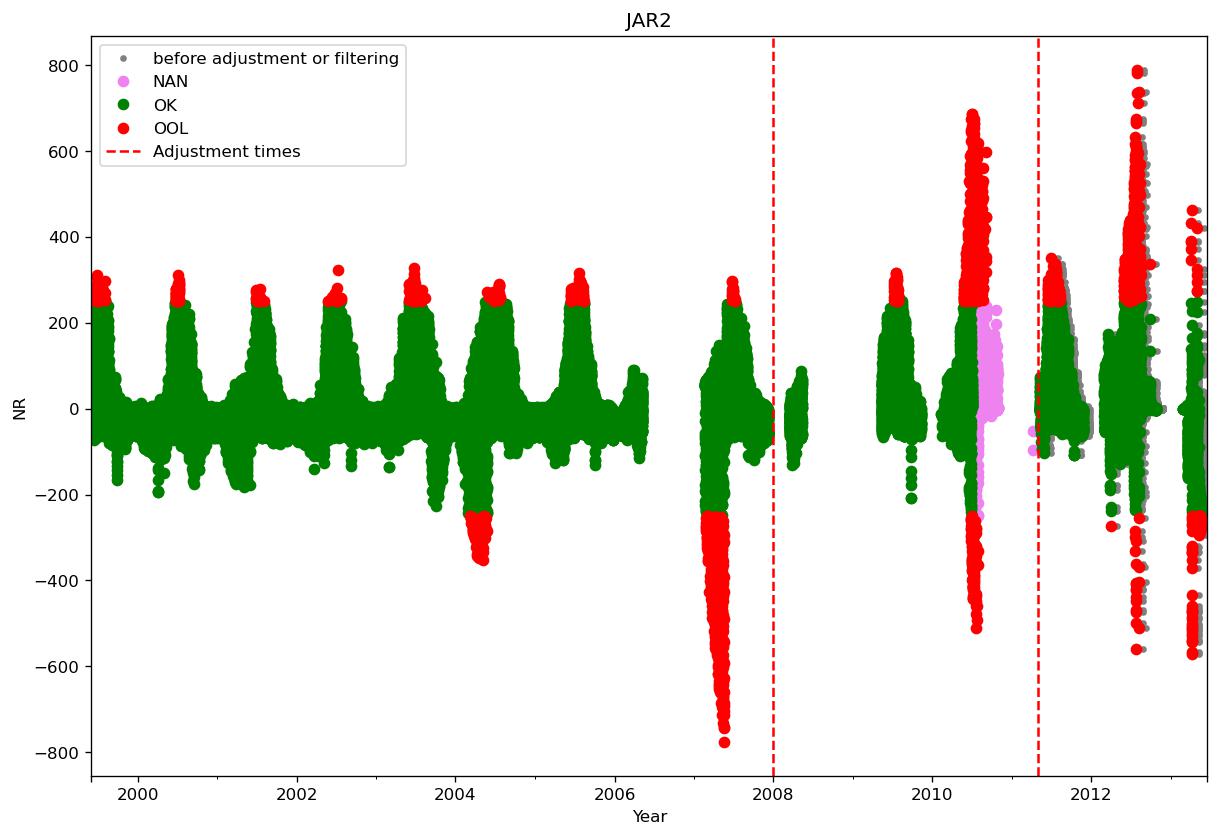 JAR2
before adjustment or filtering
NAN
OK
OOL
Adjustment times
800
600
400
200
0
−200
−400
−600
−800
NR
2000 2002 2004 2006 2008 2010 2012
Year